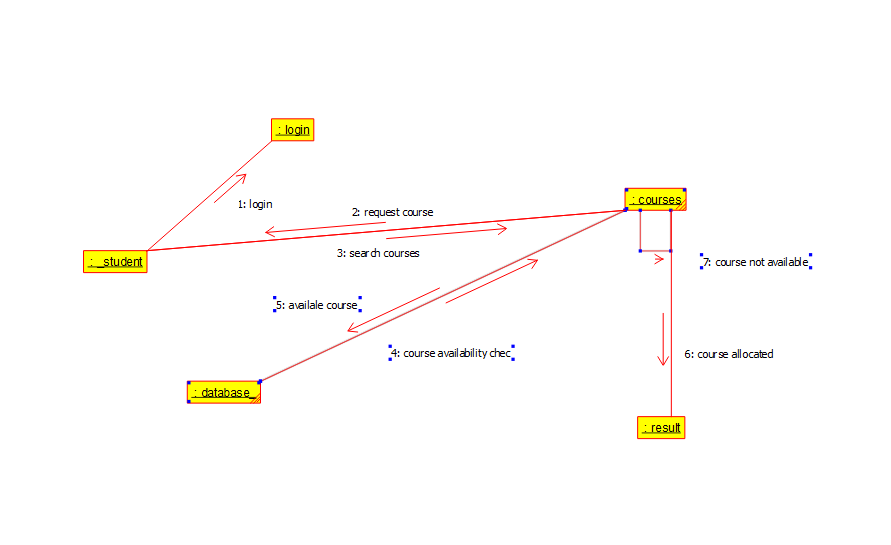 : login
: courses
1: login
2: request course
3: search courses
: _student
7: course not available
5: availale course
4: course availability chec
6: course allocated
: database_
: result